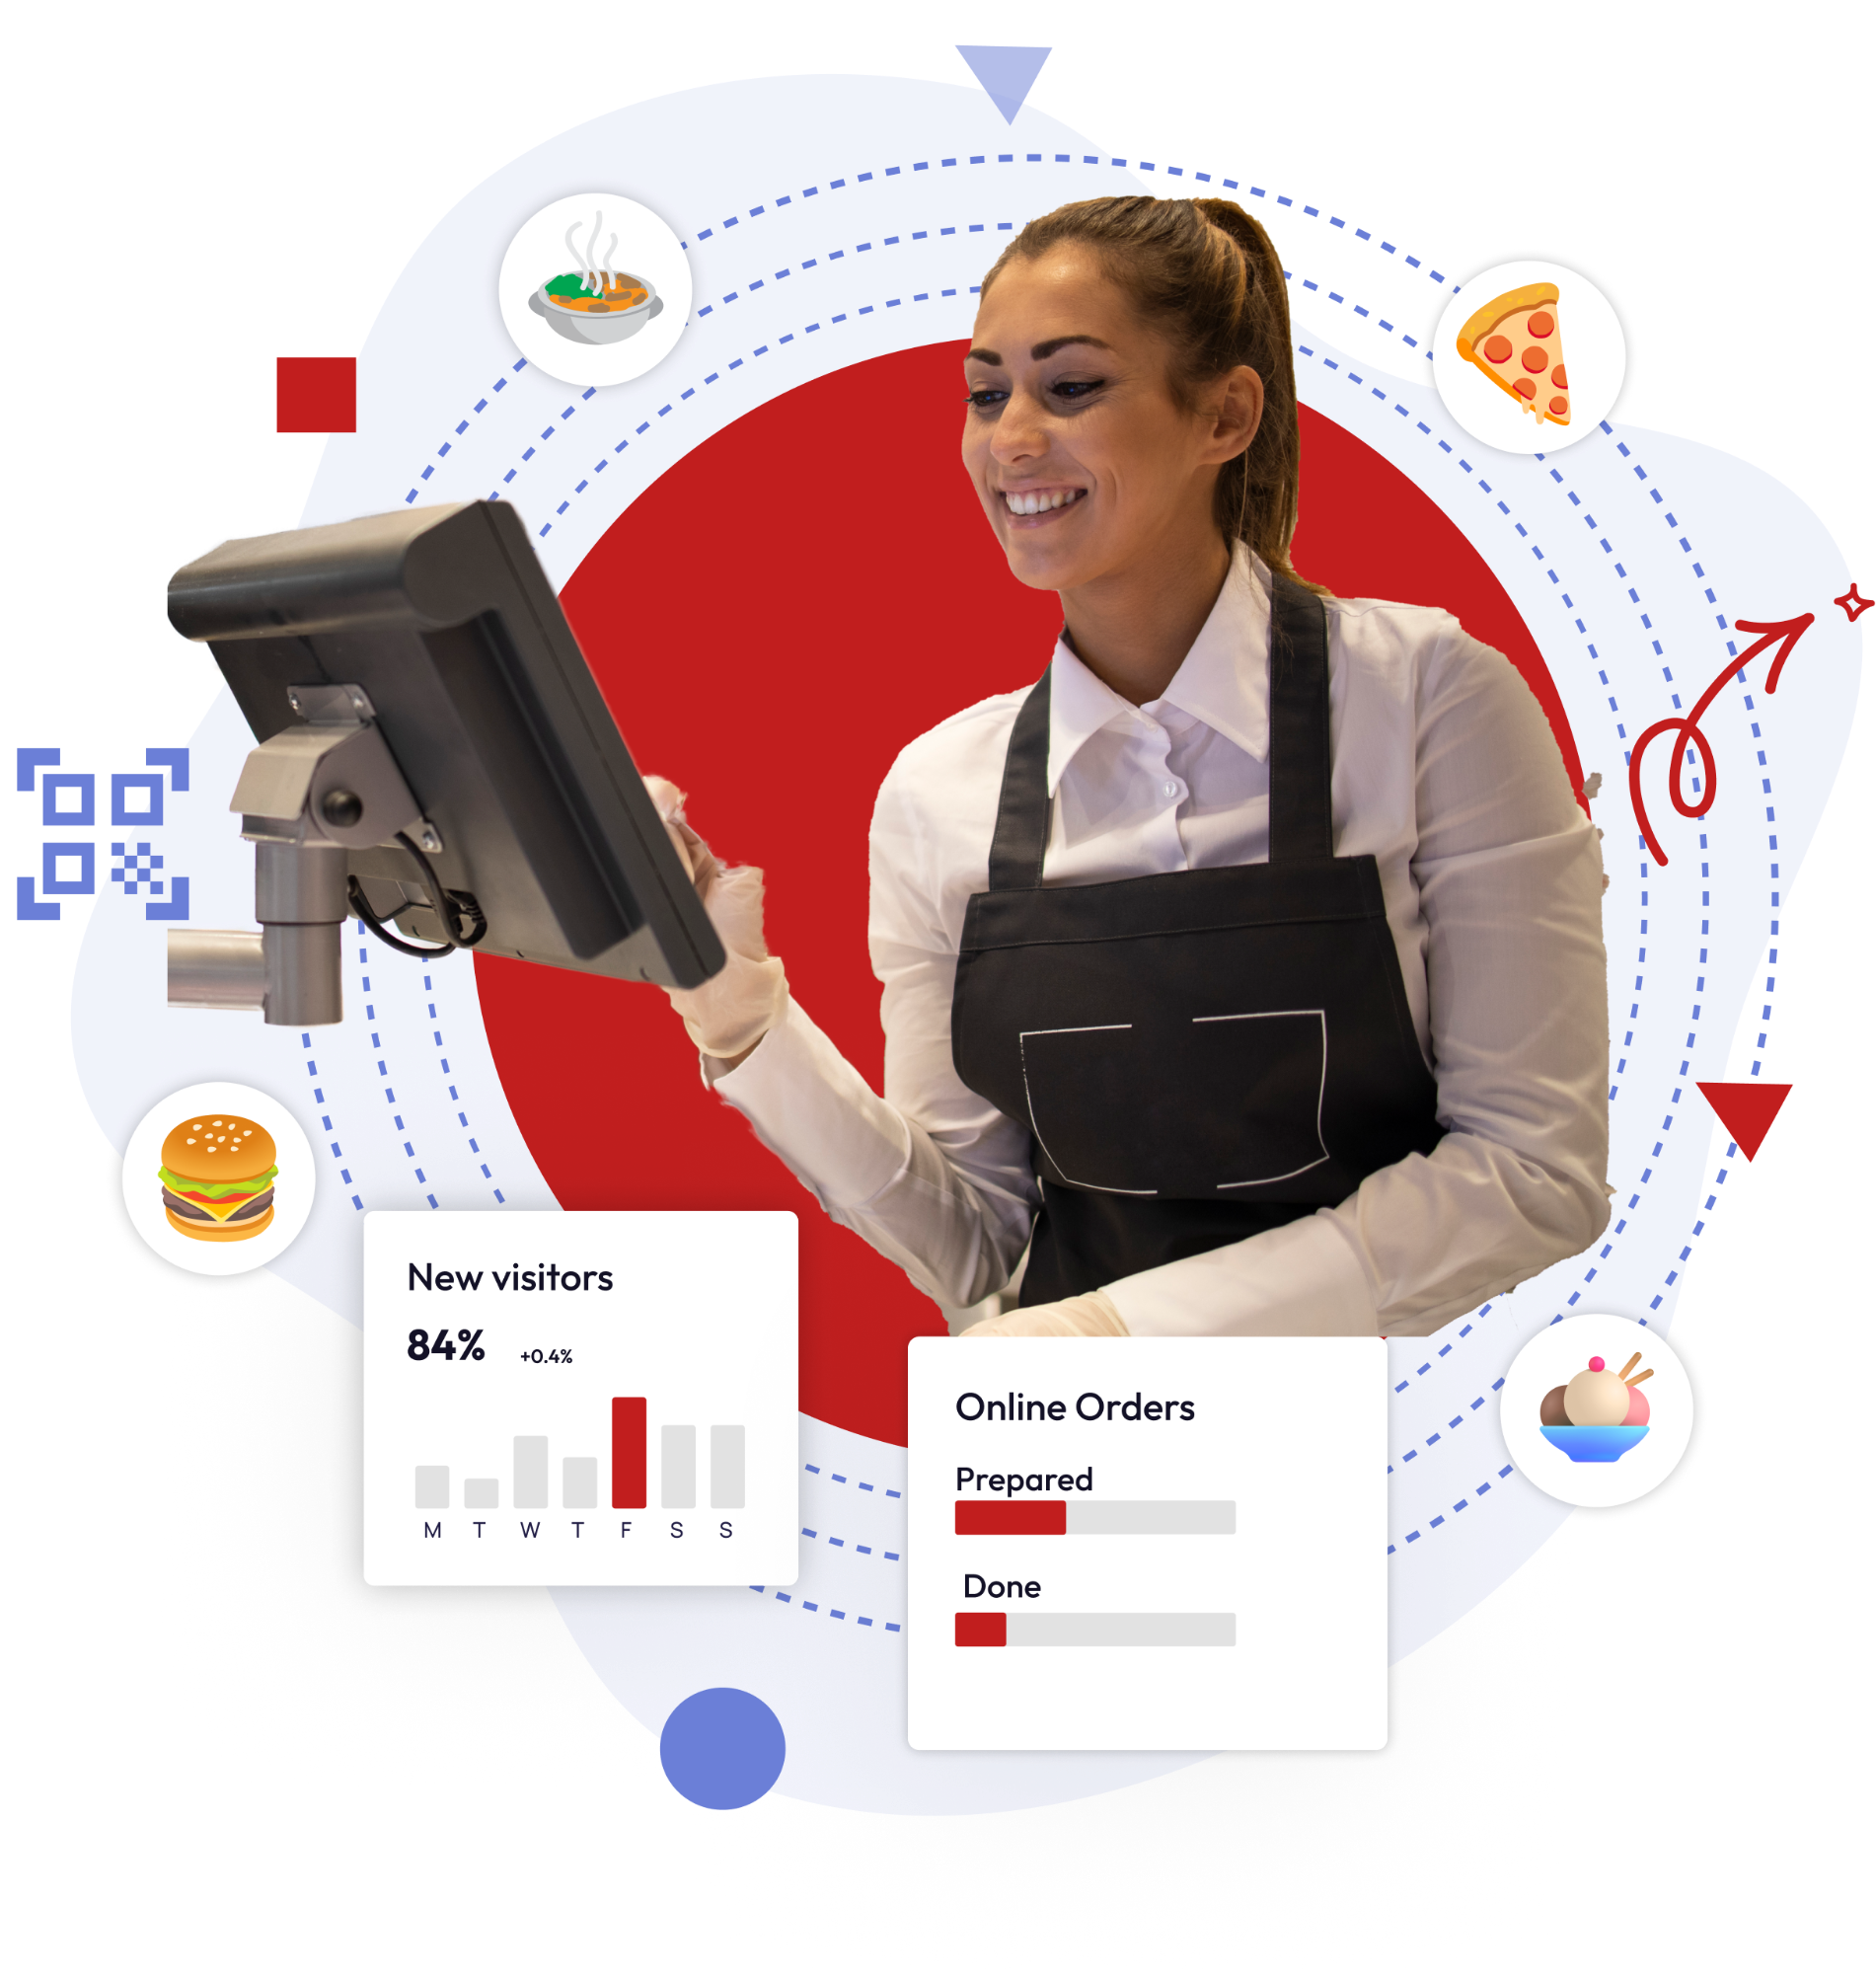 New visitors
84% +0.4%
M T W T F S S
Online Orders
Prepared
Done